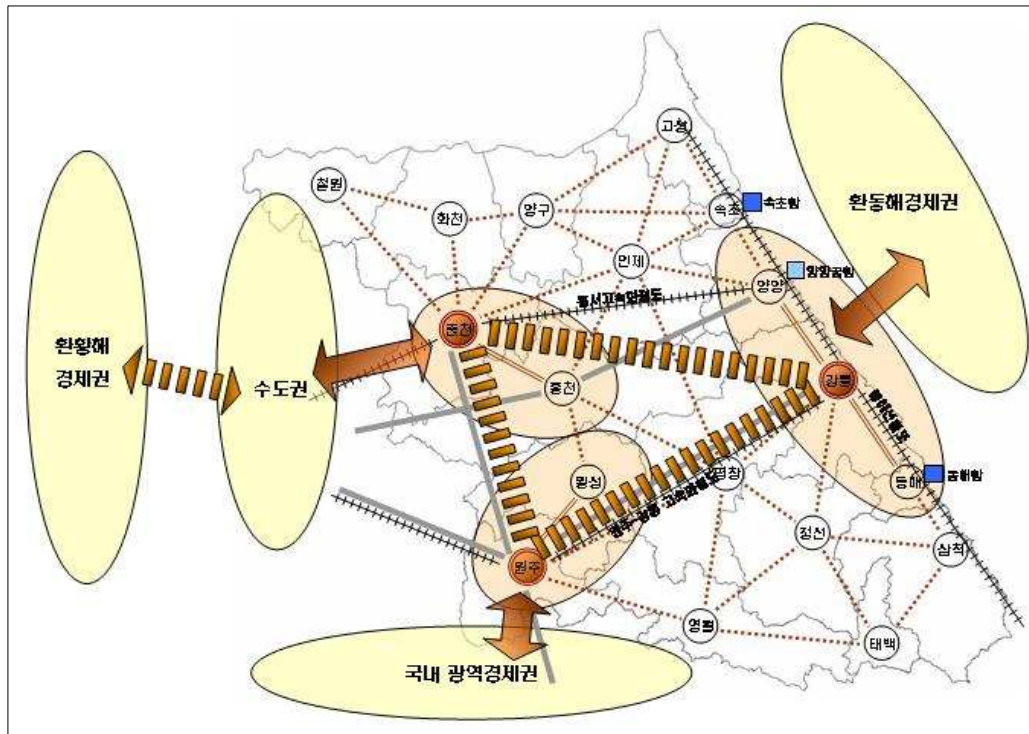 고성
환동해경제권
철원
속초
속초항
화천
양구
인제
양양
양양공항
동서고속화철도
춘천
환황해
경제권
수도권
홍천
강릉
동해선철도
평창
횡성
동해
동해항
원주~강릉 고속화철도
정선
삼척
원주
영월
태백
국내 광역경제권